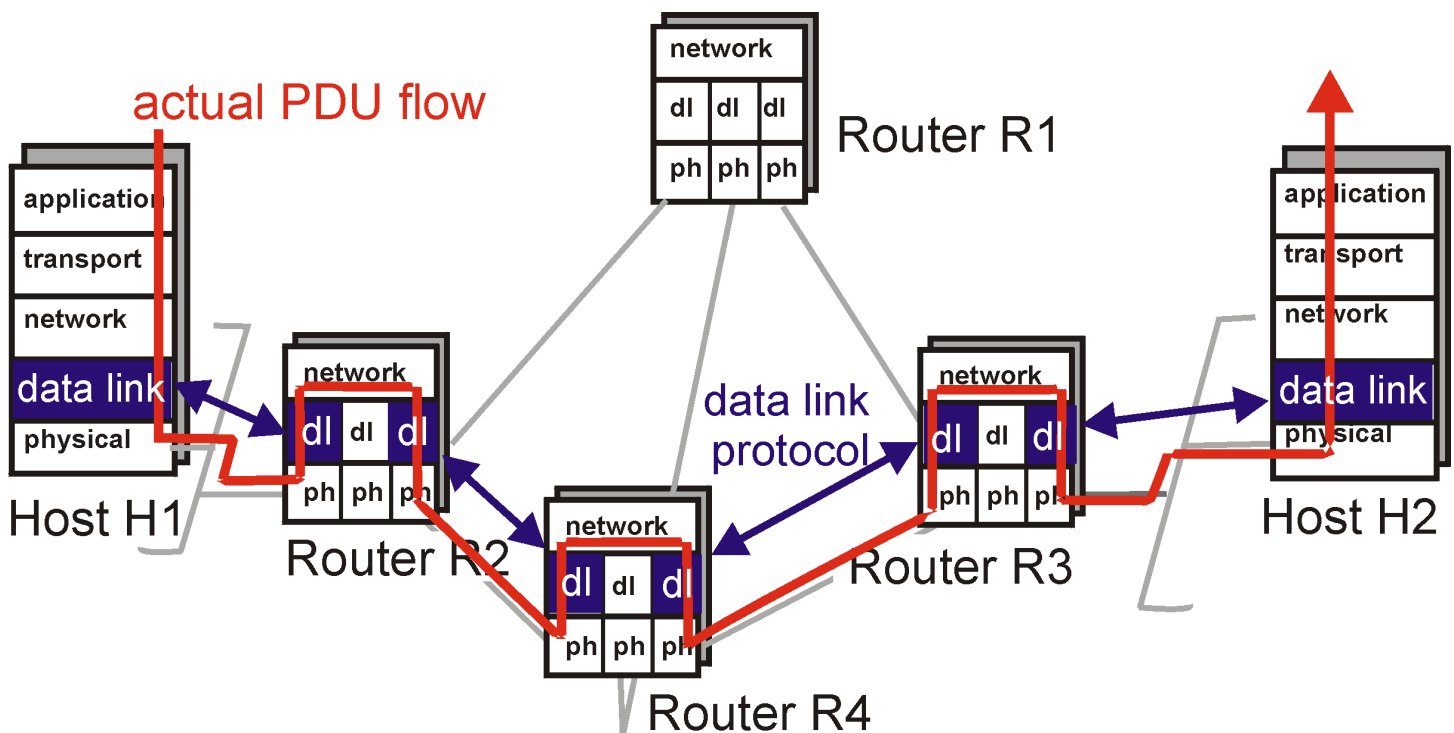 actual PDU flow
network
dl dl dl
ph ph ph
Router R1
application
transport
network
data link
physical
Host H1
network
dl dl dl
ph ph ph
Router R2
data link
protocol
network
dl dl dl
ph ph ph
Router R4
network
dl dl dl
ph ph ph
Router R3
application
transport
network
data link
physical
Host H2